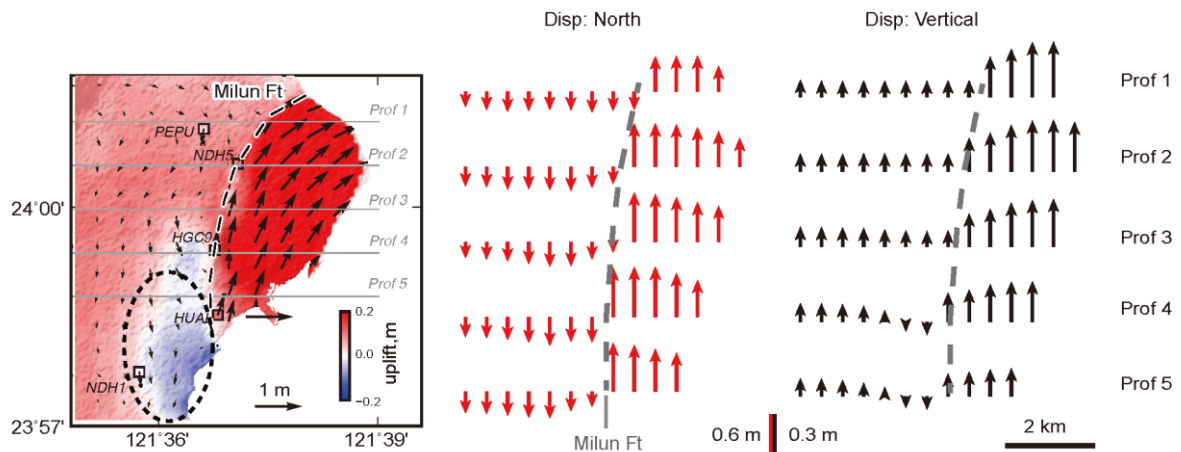 Disp: North
Disp: Vertical
Milun Ft
Prof 1
PEPU
NDH5
Prof 2
24°00'
Prof 3
HGC9
Prof 4
Prof 5
HUAL
0.2
0.0
-0.2
uplift,m
NDH1
1 m
23°57'
121°36'
121°39'
Milun Ft
0.6 m
0.3 m
2 km
Prof 1
Prof 2
Prof 3
Prof 4
Prof 5